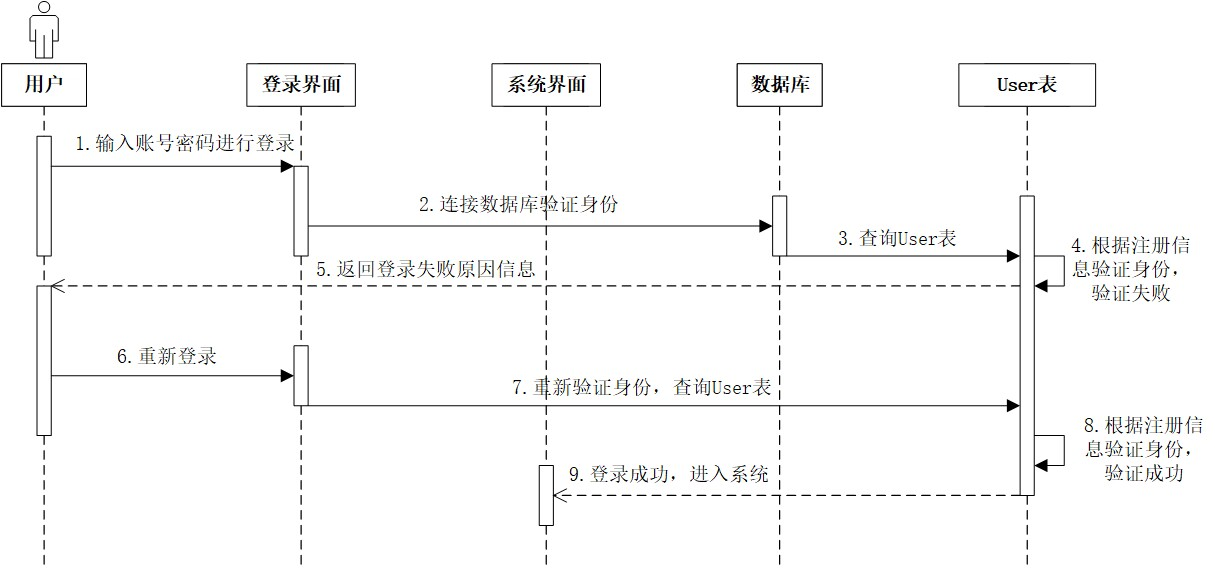 用户
登录界面
系统界面
数据库
User表
1.输入账号密码进行登录
2.连接数据库验证身份
3.查询User表
4.根据注册信
息验证身份，
验证失败
5.返回登录失败原因信息
6.重新登录
7.重新验证身份，查询User表
8.根据注册信
息验证身份，
验证成功
9.登录成功，进入系统